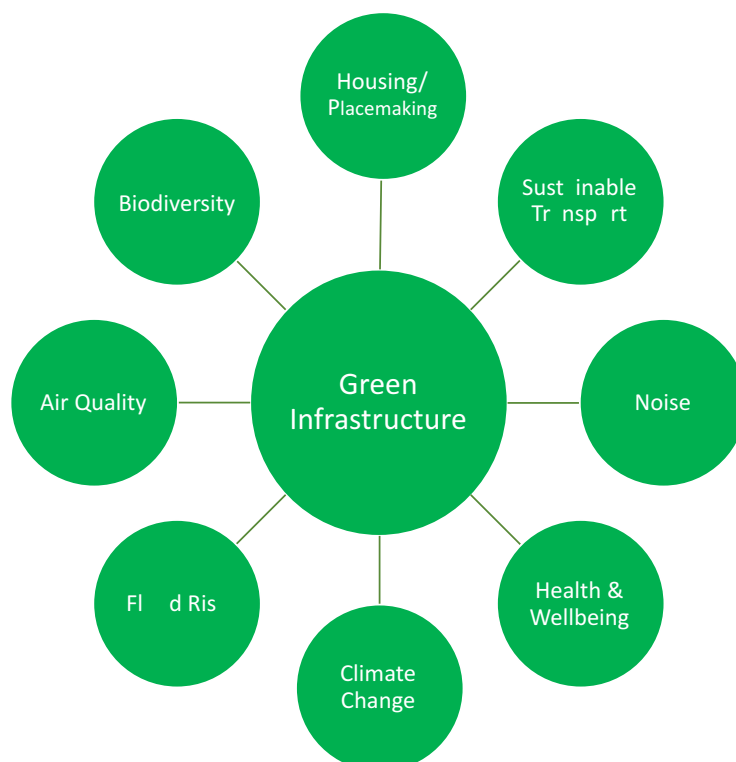 Housing/
Placemaking
Sust inable
Tr nsp rt
Biodiversity
Green
Infrastructure
Air Quality
Noise
Fl d Ris
Health &
Wellbeing
Climate
Change